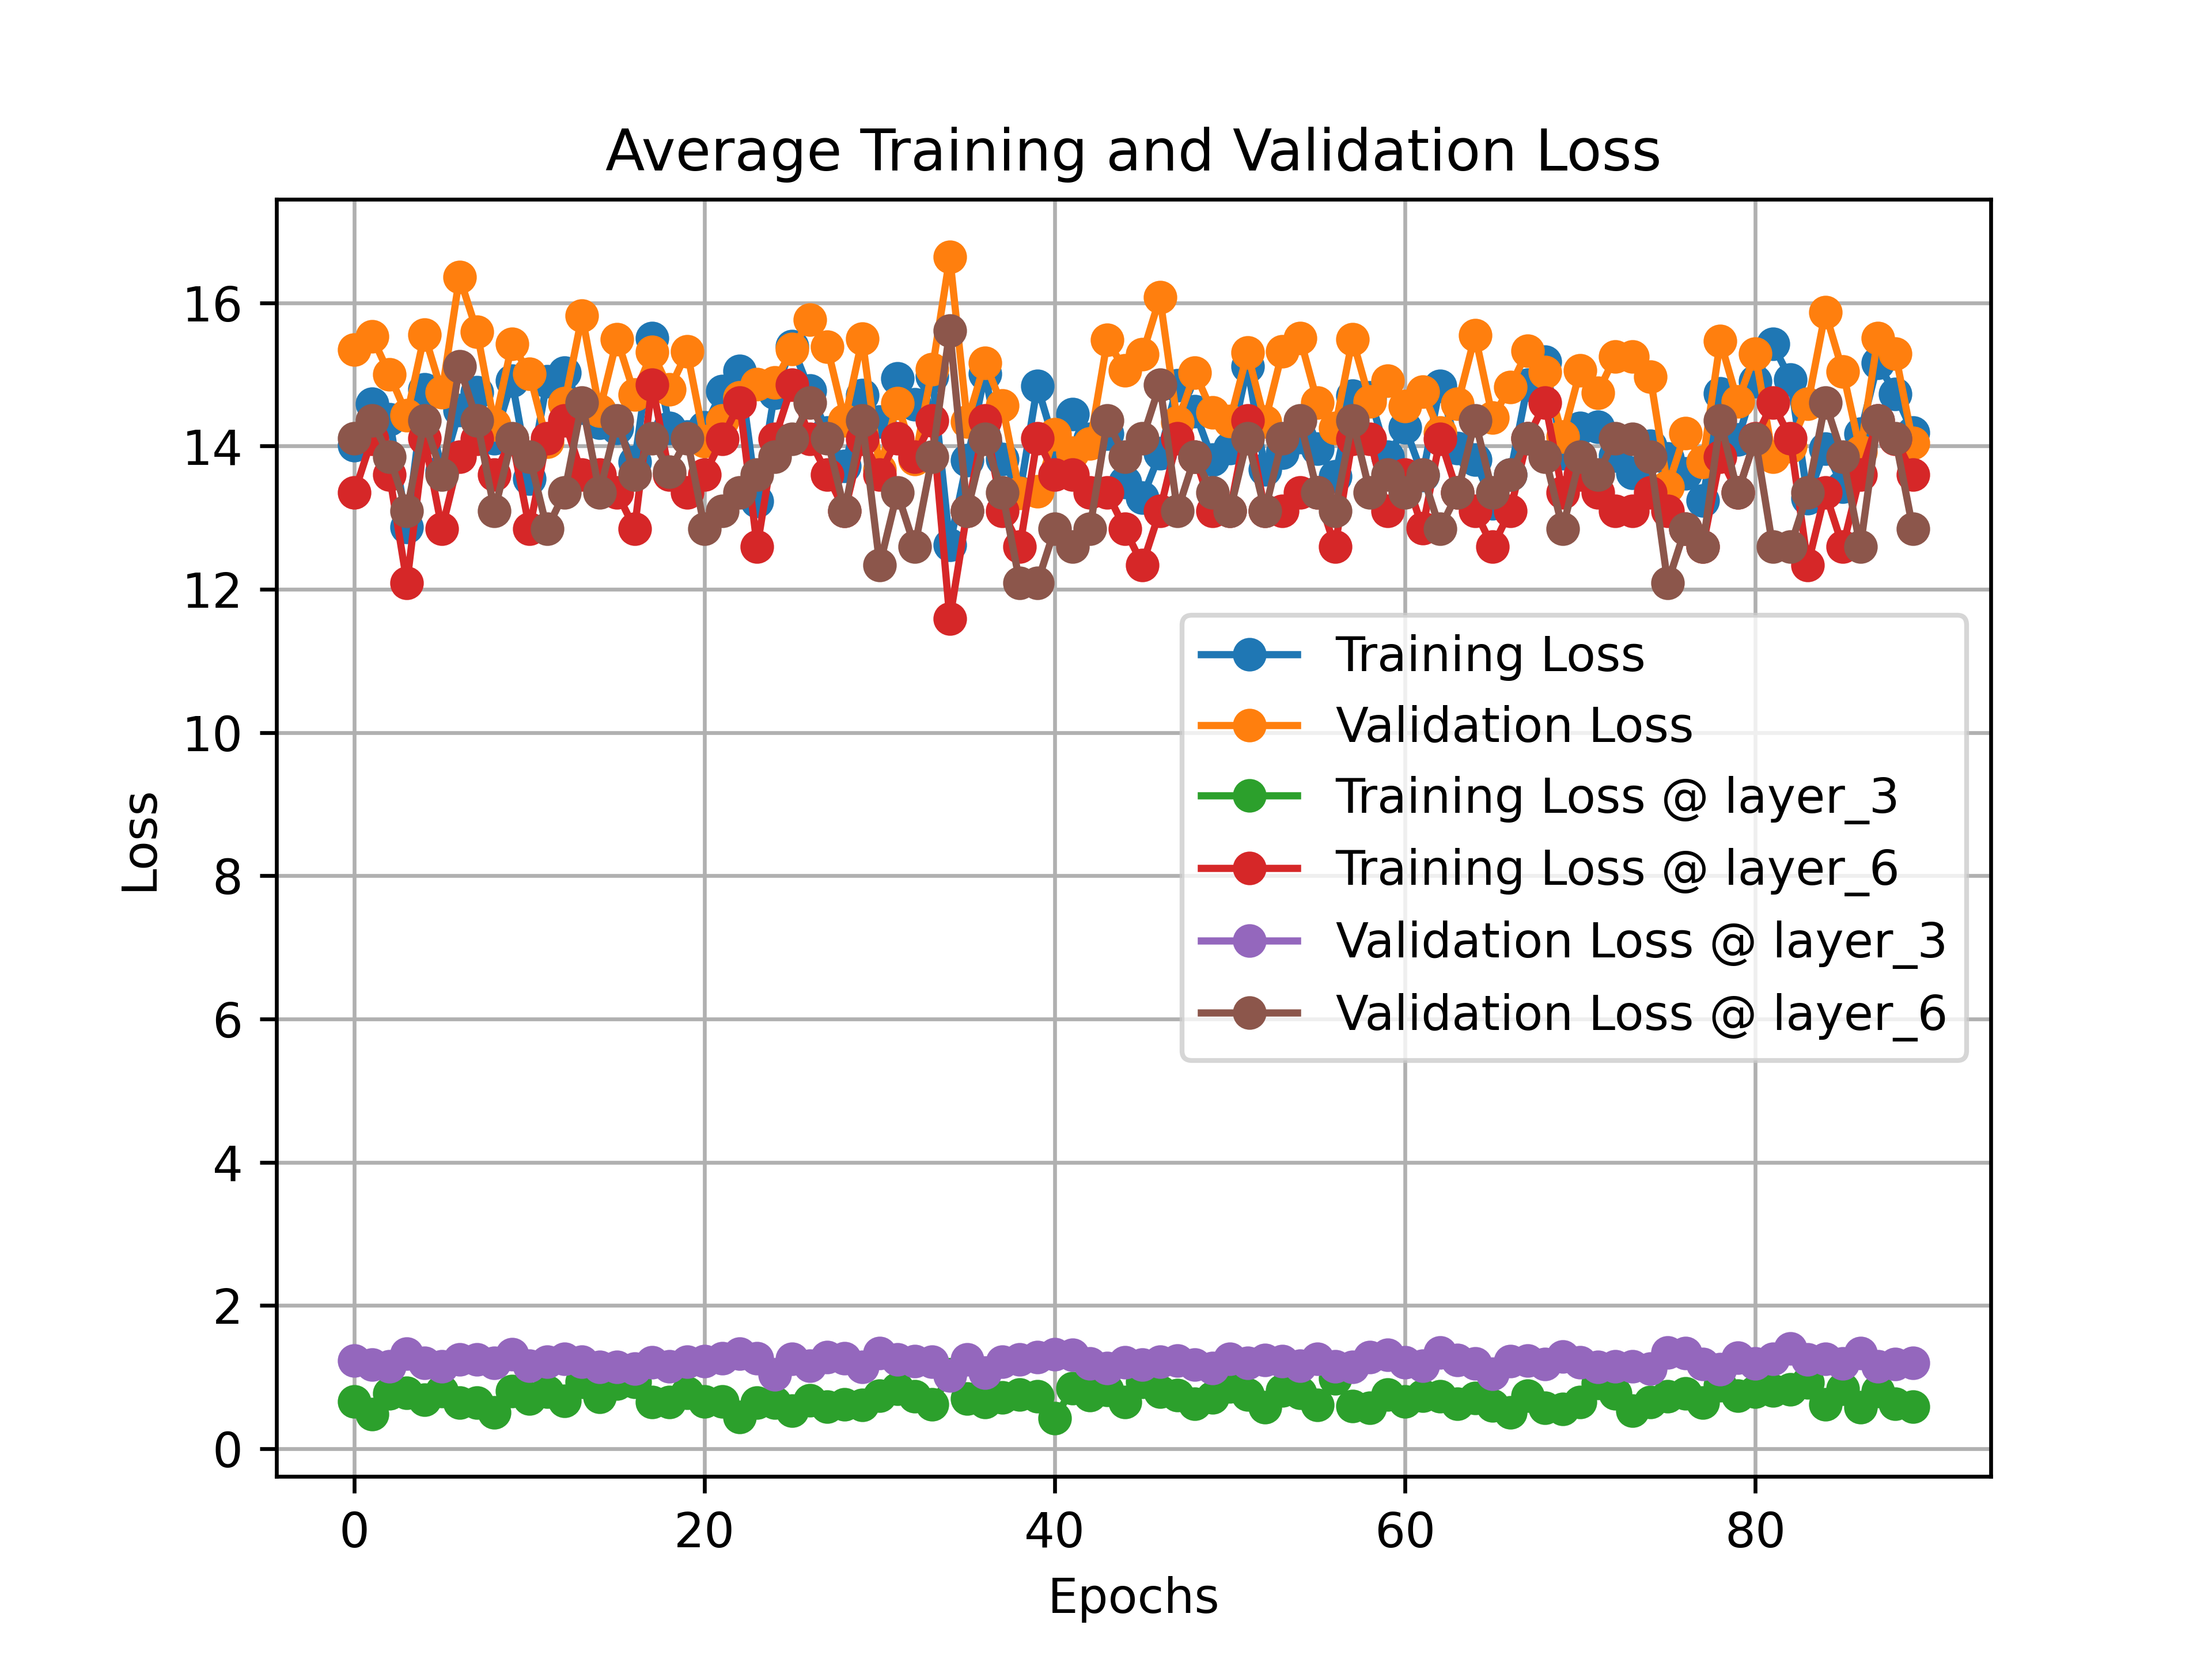 Average Training and Validation Loss
16
14
12
10
8
6
4
2
0
Loss
Training Loss
Validation Loss
Training Loss @ layer_3
Training Loss @ layer_6
Validation Loss @ layer_3
Validation Loss @ layer_6
0 20 40 60 80
Epochs